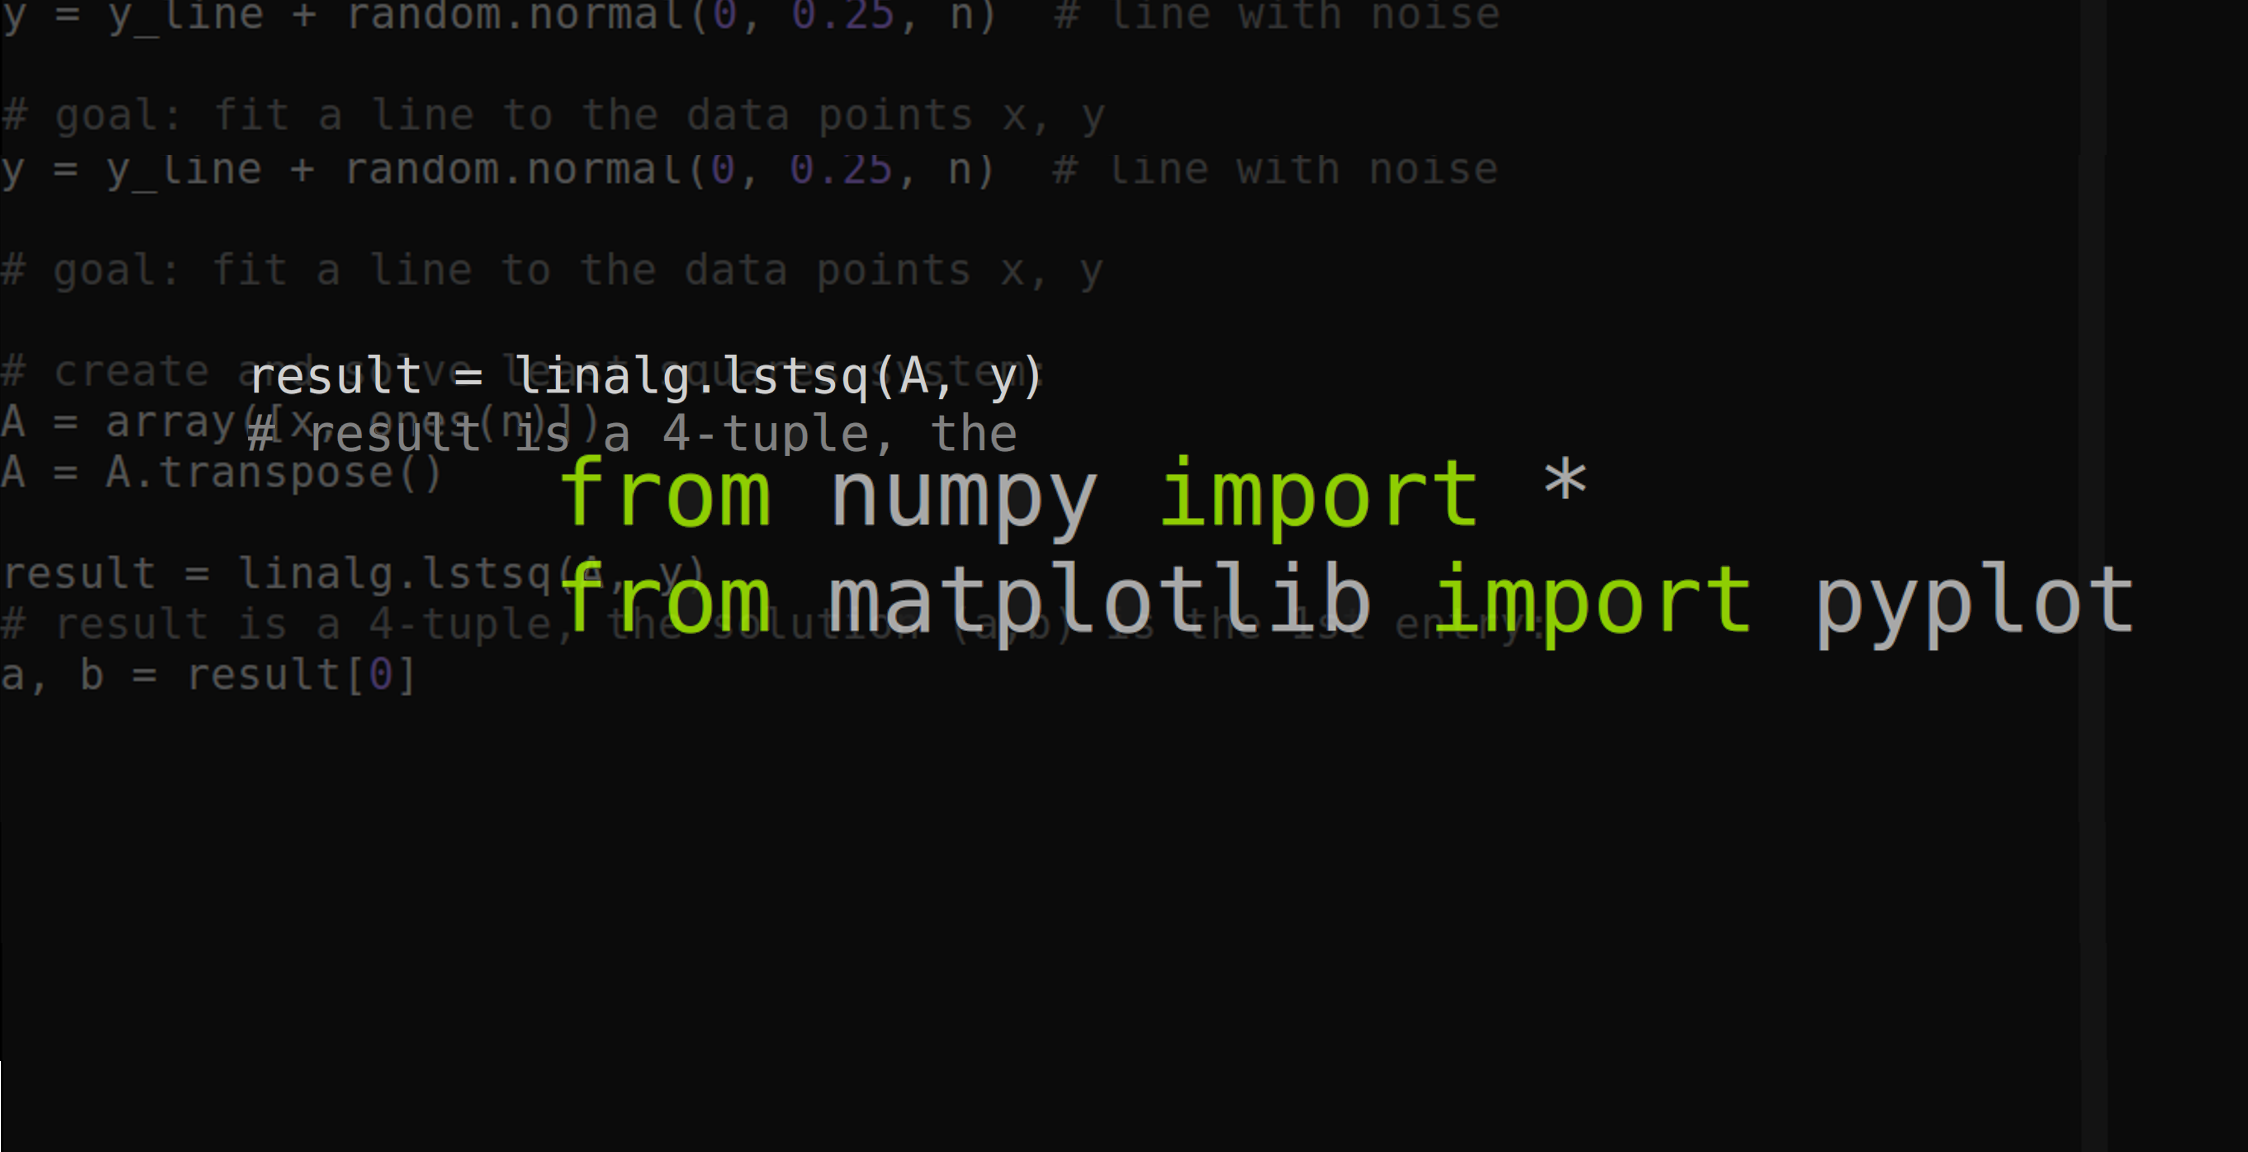 y = y_line + random.normal(0, 0.25, n)  # line with noise
# goal: fit a line to the data points x, y
y = y_line + random.normal(0, 0.25, n)  # line with noise
# goal: fit a line to the data points x, y
# create and solve least squares system:
result = linalg.lstsq(A, y)
A = array([x, ones(n)])
# result is a 4-tuple, the
A = A.transpose()
from numpy import *
result = linalg.lstsq(A, y)
from matplotlib import pyplot
# result is a 4-tuple, the solution (a,b) is the 1st entry:
a, b = result[0]